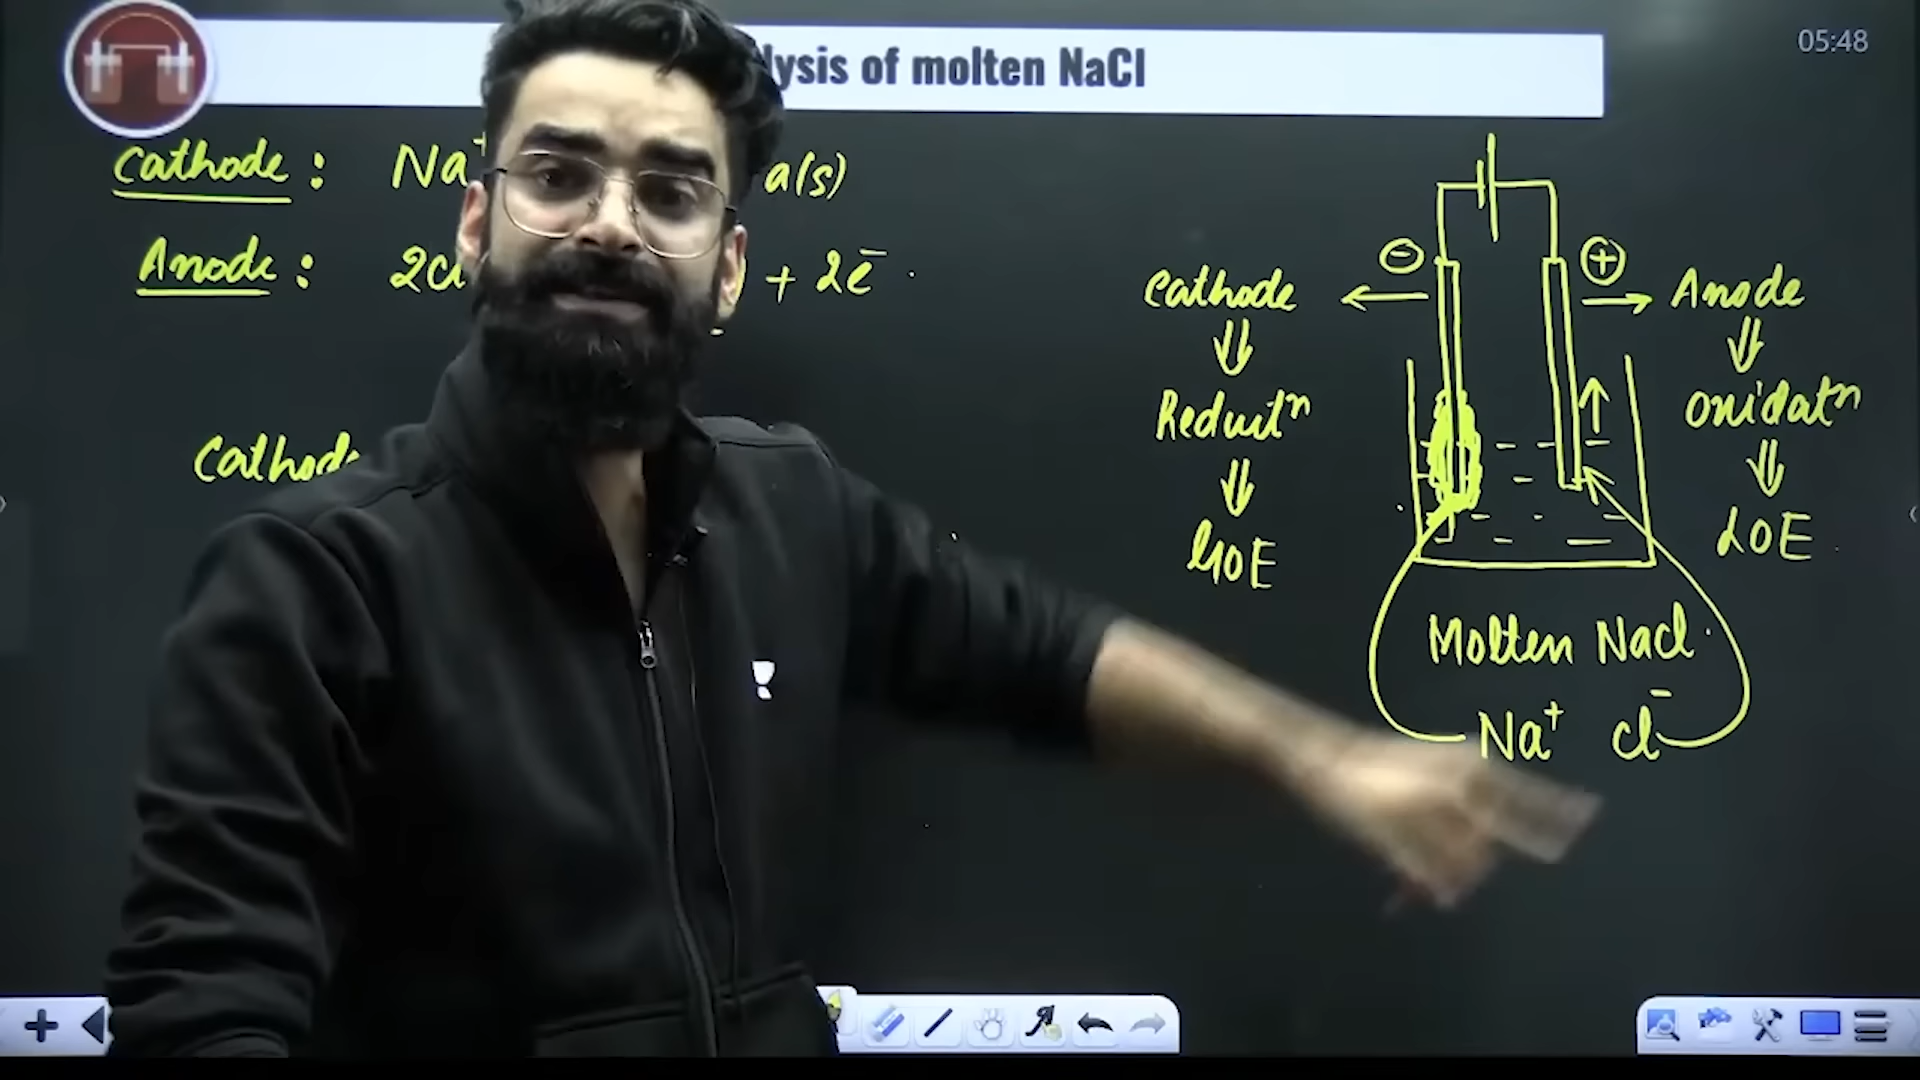 lysis of molten NaCl
05:48
Cathode : Na⁺ a(s)
Anode : 2Cl + 2e⁻
Cathode
⊖ ⊕
Cathode ← → Anode
⇓ ⇓
Reductⁿ Oxidatⁿ
⇓ ⇓
GOE LOE
Molten NaCl
Na⁺ Cl⁻